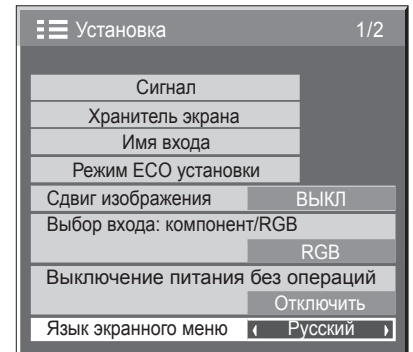 Установка 1/2
Сигнал
Хранитель экрана
Имя входа
Режим ECO установки
Сдвиг изображения ВЫКЛ
Выбор входа: компонент/RGB
RGB
Выключение питания без операций
Отключить
Язык экранного меню Русский